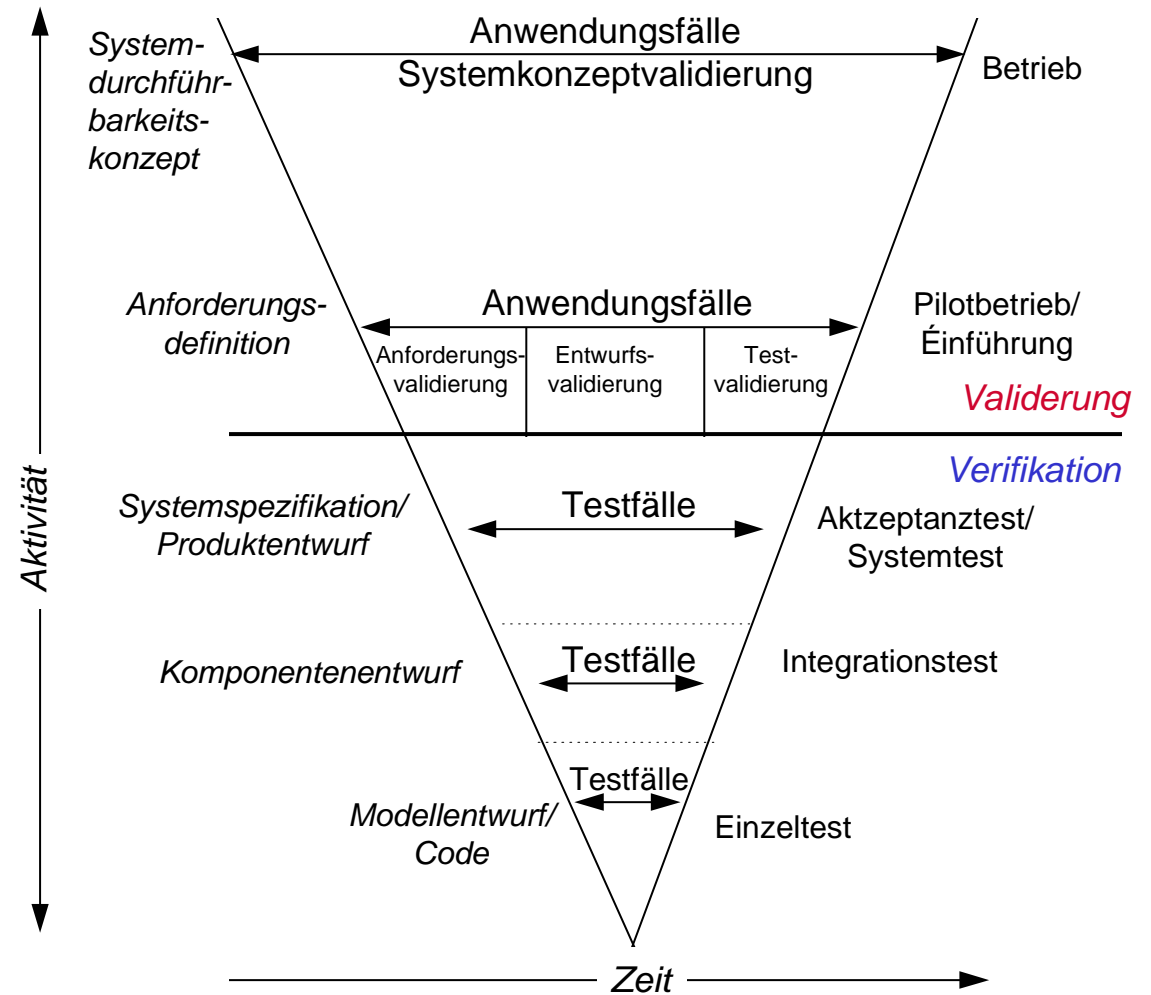 System-
durchführ-
barkeits-
konzept
Anwendungsfälle
Systemkonzeptvalidierung
Betrieb
Anforderungs-
definition
Anwendungsfälle
Anforderungs-
validierung
Entwurfs-
validierung
Test-
validierung
Pilotbetrieb/
Éinführung
Validerung
Verifikation
Systemspezifikation/
Produktentwurf
Testfälle
Aktzeptanztest/
Systemtest
Komponentenentwurf
Testfälle
Integrationstest
Modellentwurf/
Code
Testfälle
Einzeltest
Aktivität
Zeit